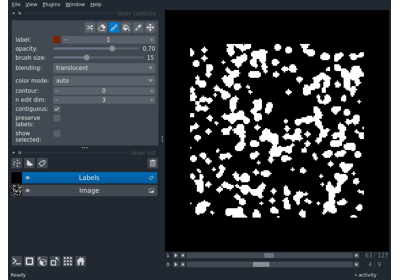 File View Plugins Window Help
layer controls
label: 1
opacity: 0.70
brush size: 15
blending: translucent
color mode: auto
contour: 0
n edit dim: 3
contiguous:
preserve
labels:
show
selected:
layer list
Labels
Image
1 63 127
0 4 9
Ready activity